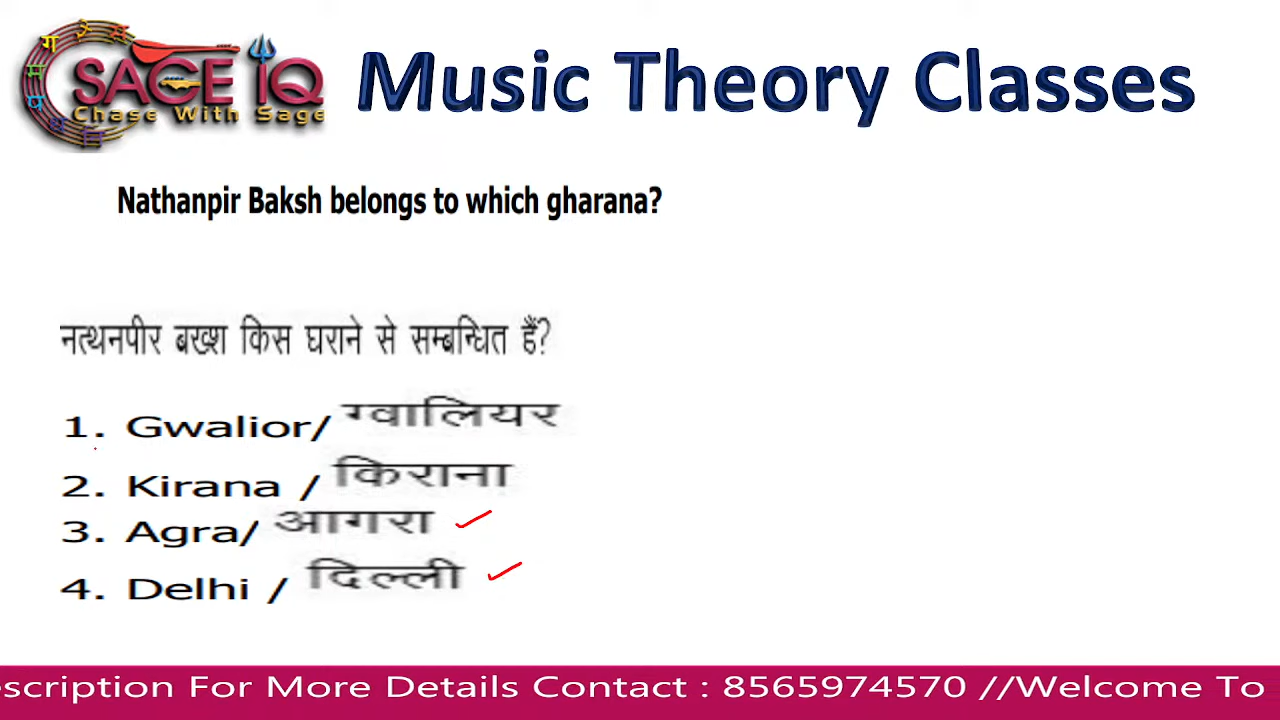 ग म प ध नि सा रे
SAGE IQ
Chase With Sage
Music Theory Classes
Nathanpir Baksh belongs to which gharana?
नत्थनपीर बख्श किस घराने से सम्बन्धित हैं?
1. Gwalior/ ग्वालियर
2. Kirana / किराना
3. Agra/ आगरा
4. Delhi / दिल्ली
escription For More Details Contact : 8565974570 //Welcome To